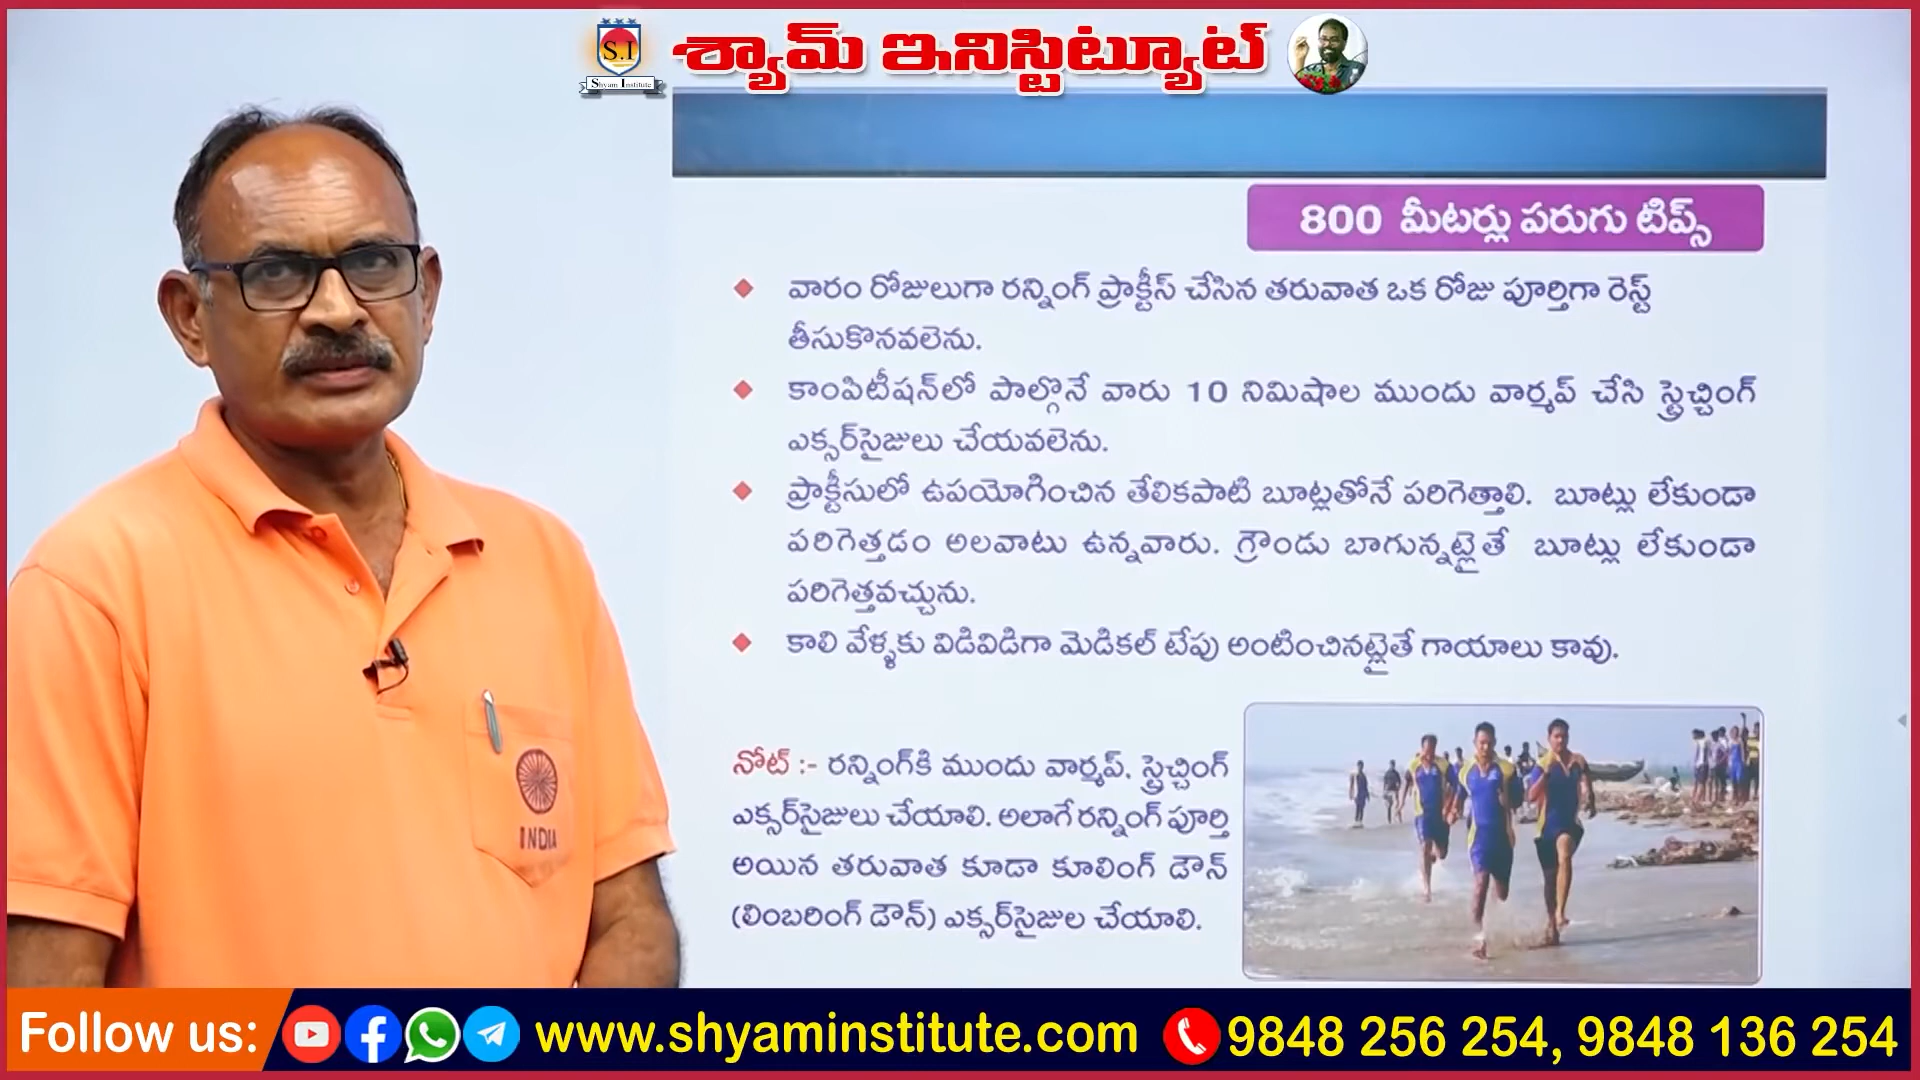 S.I
Shyam Institute
శ్యామ్ ఇనిస్టిట్యూట్
800 మీటర్లు పరుగు టిప్స్
వారం రోజులుగా రన్నింగ్ ప్రాక్టీస్ చేసిన తరువాత ఒక రోజు పూర్తిగా రెస్ట్
తీసుకొనవలెను.
కాంపిటీషన్‌లో పాల్గొనే వారు 10 నిమిషాల ముందు వార్మప్ చేసి స్ట్రెచ్చింగ్
ఎక్సర్‌సైజులు చేయవలెను.
ప్రాక్టీసులో ఉపయోగించిన తేలికపాటి బూట్లతోనే పరిగెత్తాలి. బూట్లు లేకుండా
పరిగెత్తడం అలవాటు ఉన్నవారు. గ్రౌండు బాగున్నట్లైతే బూట్లు లేకుండా
పరిగెత్తవచ్చును.
కాలి వేళ్ళకు విడివిడిగా మెడికల్ టేపు అంటించినట్లైతే గాయాలు కావు.
నోట్ :- రన్నింగ్‌కి ముందు వార్మప్, స్ట్రెచ్చింగ్
ఎక్సర్‌సైజులు చేయాలి. అలాగే రన్నింగ్ పూర్తి
అయిన తరువాత కూడా కూలింగ్ డౌన్
(లింబరింగ్ డౌన్) ఎక్సర్‌సైజుల చేయాలి.
INDIA
Follow us: www.shyaminstitute.com 9848 256 254, 9848 136 254